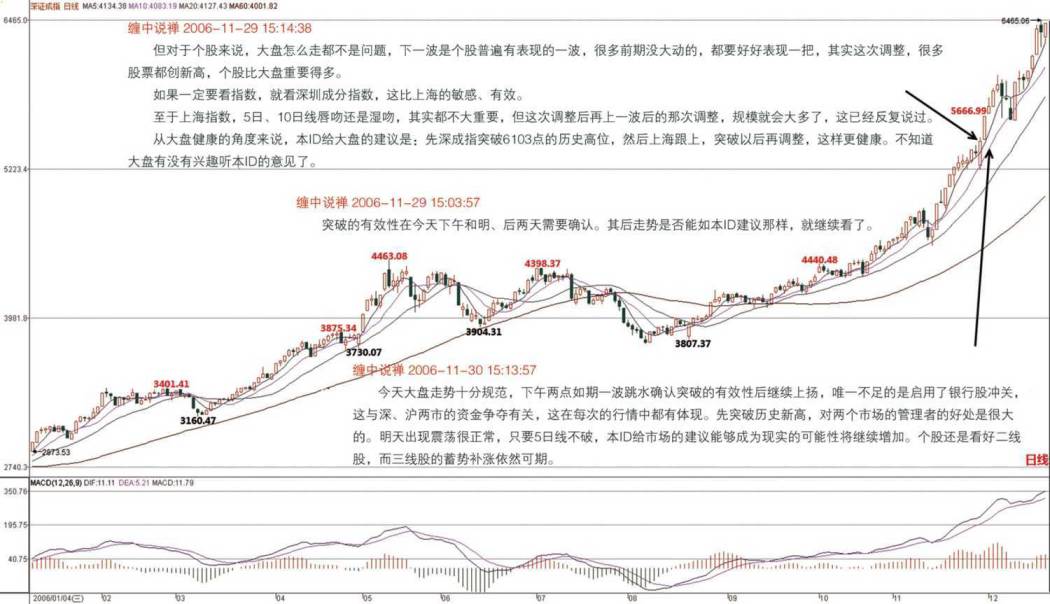 深证成指 日线 MA5:4134.38 MA10:4083.19 MA20:4127.43 MA60:4001.82
6465.0
6465.06
缠中说禅 2006-11-29 15:14:38
但对于个股来说，大盘怎么走都不是问题，下一波是个股普遍有表现的一波，很多前期没大动的，都要好好表现一把，其实这次调整，很多
股票都创新高，个股比大盘重要得多。
如果一定要看指数，就看深圳成分指数，这比上海的敏感、有效。
至于上海指数，5日、10日线唇吻还是湿吻，其实都不大重要，但这次调整后再上一波后的那次调整，规模就会大多了，这已经反复说过。
从大盘健康的角度来说，本ID给大盘的建议是：先深成指突破6103点的历史高位，然后上海跟上，突破以后再调整，这样更健康。不知道
大盘有没有兴趣听本ID的意见了。
5666.99
5223.4
缠中说禅 2006-11-29 15:03:57
突破的有效性在今天下午和明、后两天需要确认。其后走势是否能如本ID建议那样，就继续看了。
4463.08
4398.37
4440.48
3981.9
3875.34
3730.07
3904.31
3807.37
缠中说禅 2006-11-30 15:13:57
今天大盘走势十分规范，下午两点如期一波跳水确认突破的有效性后继续上扬，唯一不足的是启用了银行股冲关，
这与深、沪两市的资金争夺有关，这在每次的行情中都有体现。先突破历史新高，对两个市场的管理者的好处是很大
的。明天出现震荡很正常，只要5日线不破，本ID给市场的建议能够成为现实的可能性将继续增加。个股还是看好二线
股，而三线股的蓄势补涨依然可期。
3401.41
3160.47
2873.53
2740.3
日线
MACD(12,26,9) DIF:11.11 DEA:5.21 MACD:11.79
350.76
195.75
40.75
2006/01/04(三) 02 03 04 05 06 07 08 09 10 11 12